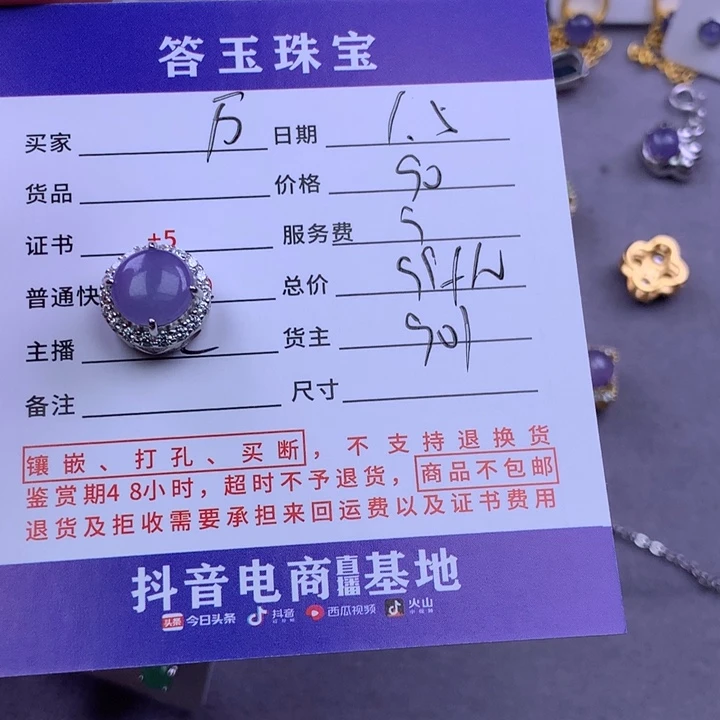 答玉珠宝
买家 万 日期 1.5
货品 价格 90
证书 +5 服务费 5
普通快 总价
主播 货主 901
备注 尺寸
镶嵌、打孔、买断，不支持退换货
鉴赏期48小时，超时不予退货，商品不包邮
退货及拒收需要承担来回运费以及证书费用
抖音电商直播基地
头条 今日头条 抖音 西瓜视频 火山